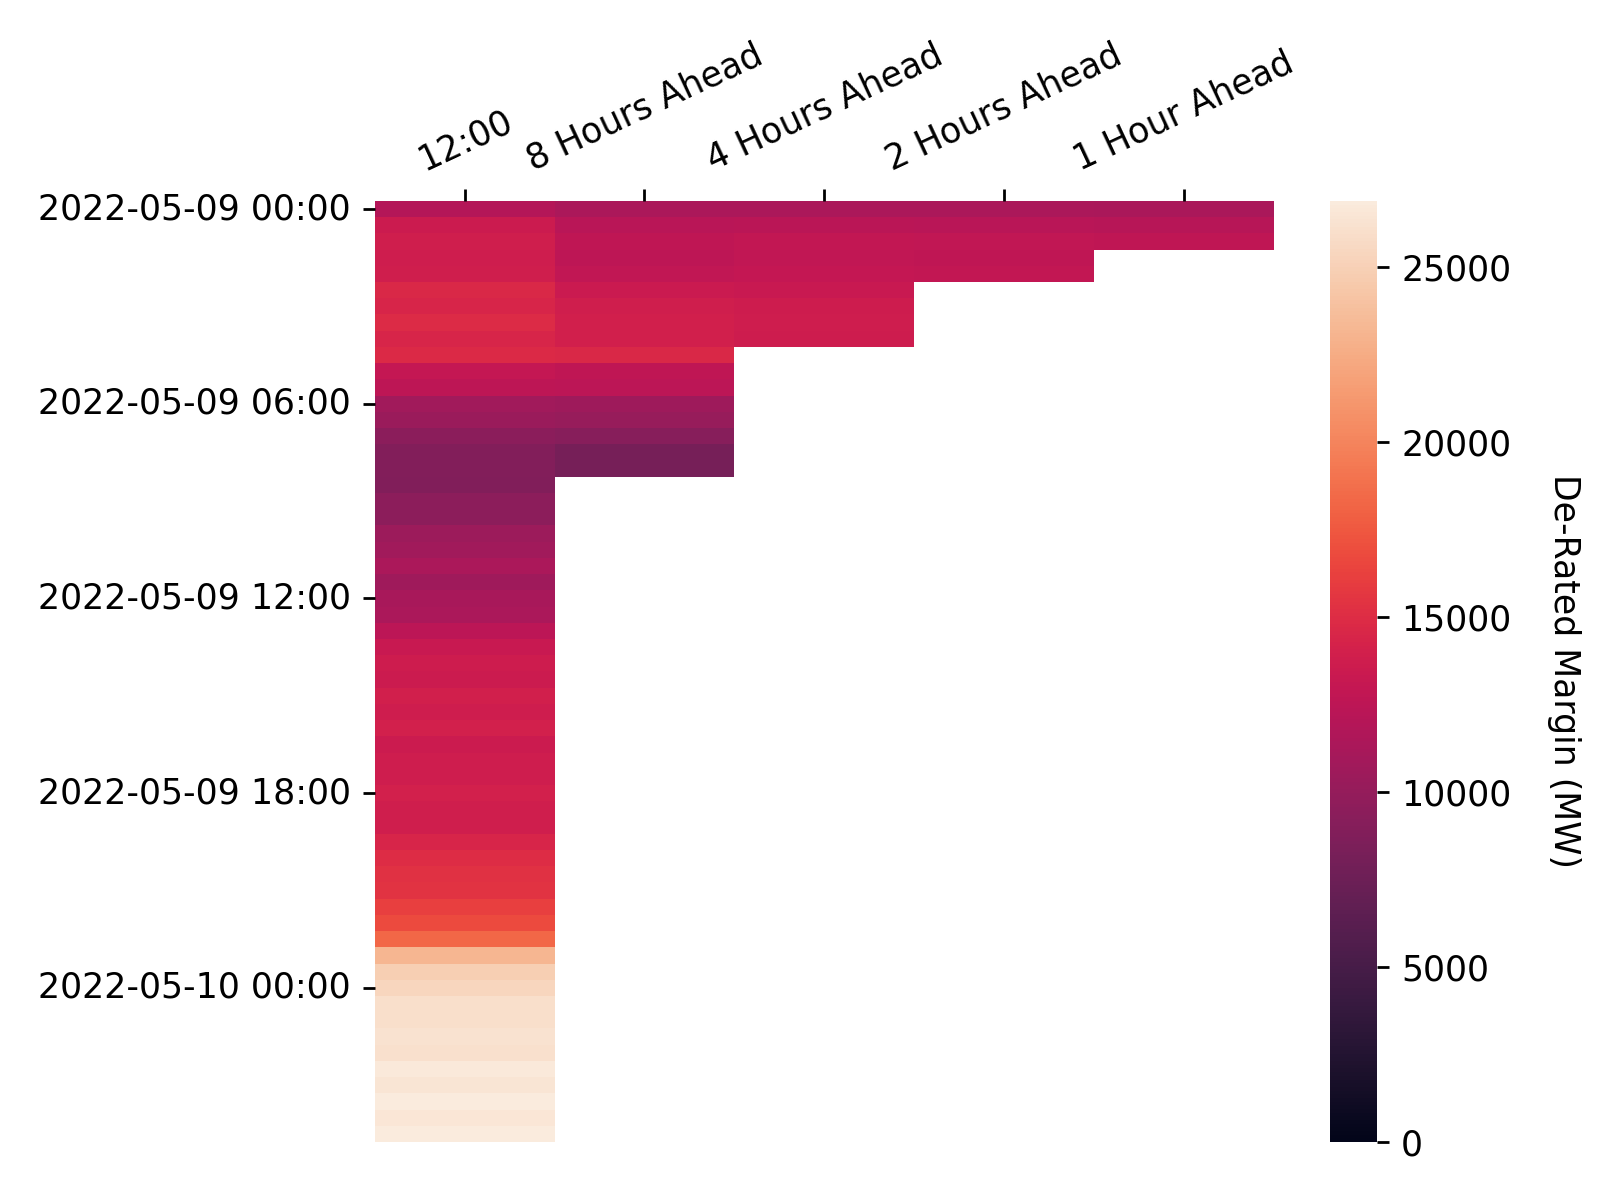 12:00
8 Hours Ahead
4 Hours Ahead
2 Hours Ahead
1 Hour Ahead
2022-05-09 00:00
2022-05-09 06:00
2022-05-09 12:00
2022-05-09 18:00
2022-05-10 00:00
25000
20000
15000
10000
5000
0
De-Rated Margin (MW)